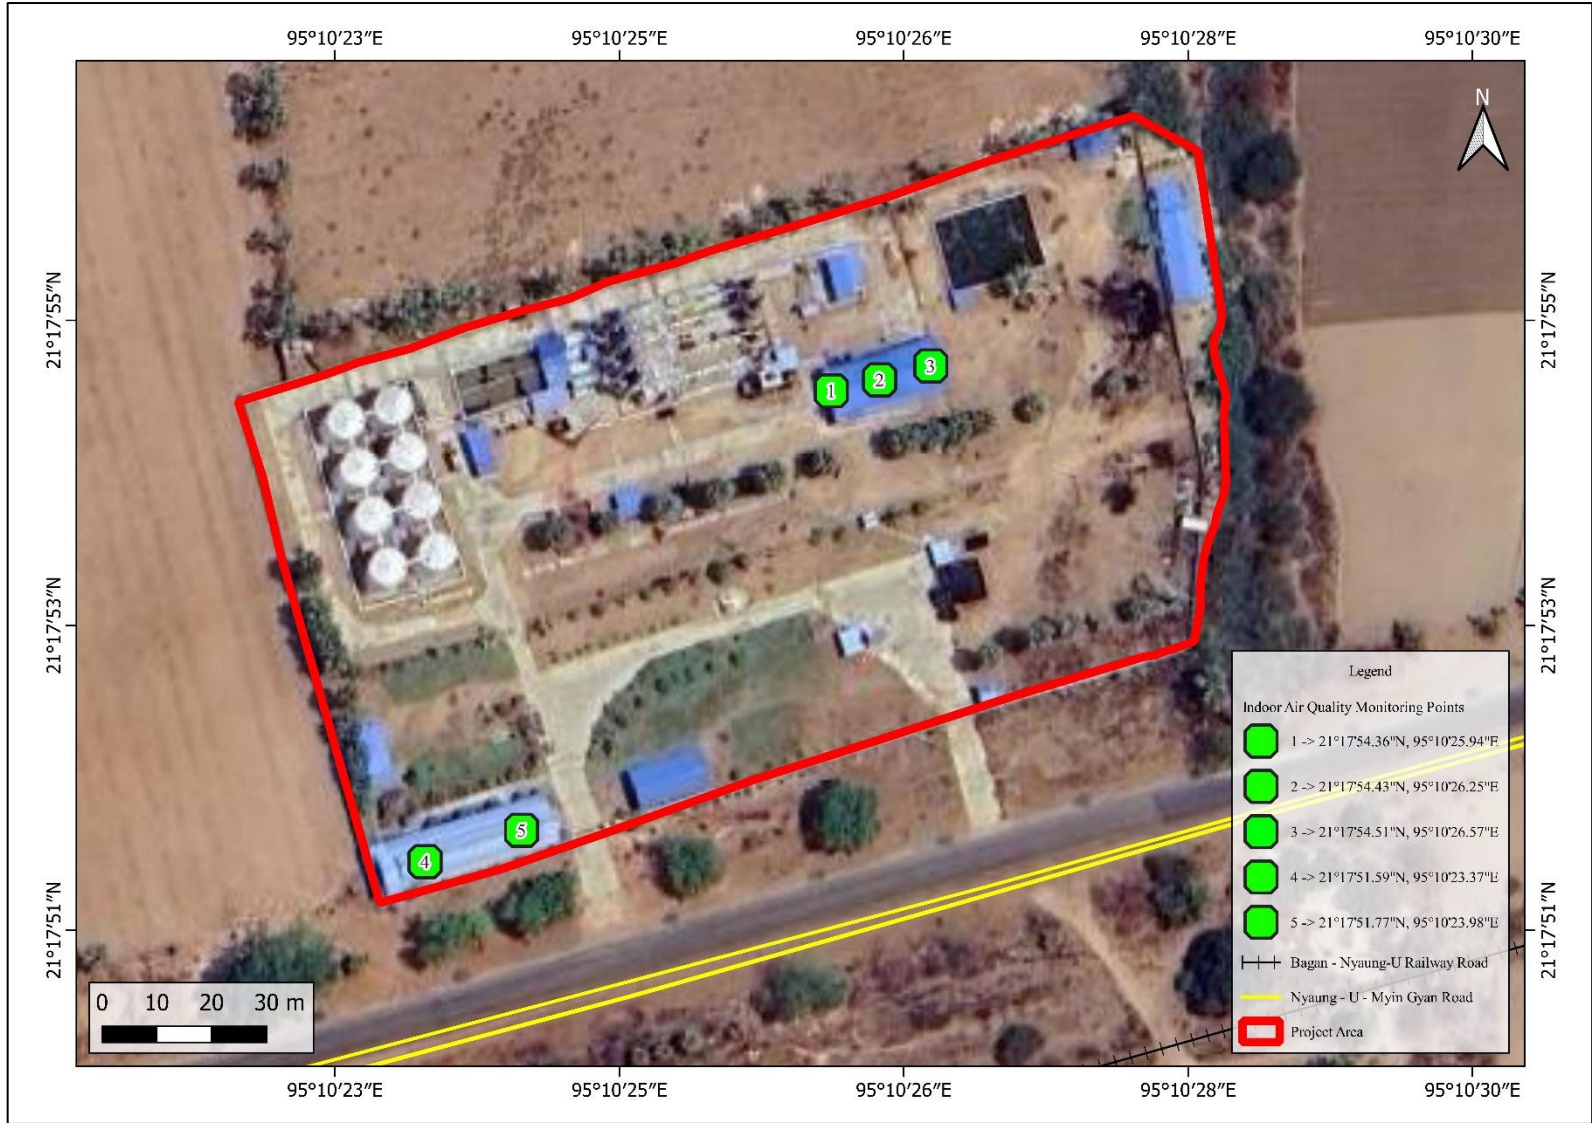 95°10′23″E 95°10′25″E 95°10′26″E 95°10′28″E 95°10′30″E
N
21°17′55″N
21°17′55″N
3
2
1
21°17′53″N
21°17′53″N
Legend
Indoor Air Quality Monitoring Points
1 -> 21°17'54.36"N, 95°10'25.94"E
2 -> 21°17'54.43"N, 95°10'26.25"E
3 -> 21°17'54.51"N, 95°10'26.57"E
4 -> 21°17'51.59"N, 95°10'23.37"E
5 -> 21°17'51.77"N, 95°10'23.98"E
Bagan - Nyaung-U Railway Road
Nyaung - U - Myin Gyan Road
Project Area
5
4
21°17′51″N
21°17′51″N
0 10 20 30 m
95°10′23″E 95°10′25″E 95°10′26″E 95°10′28″E 95°10′30″E